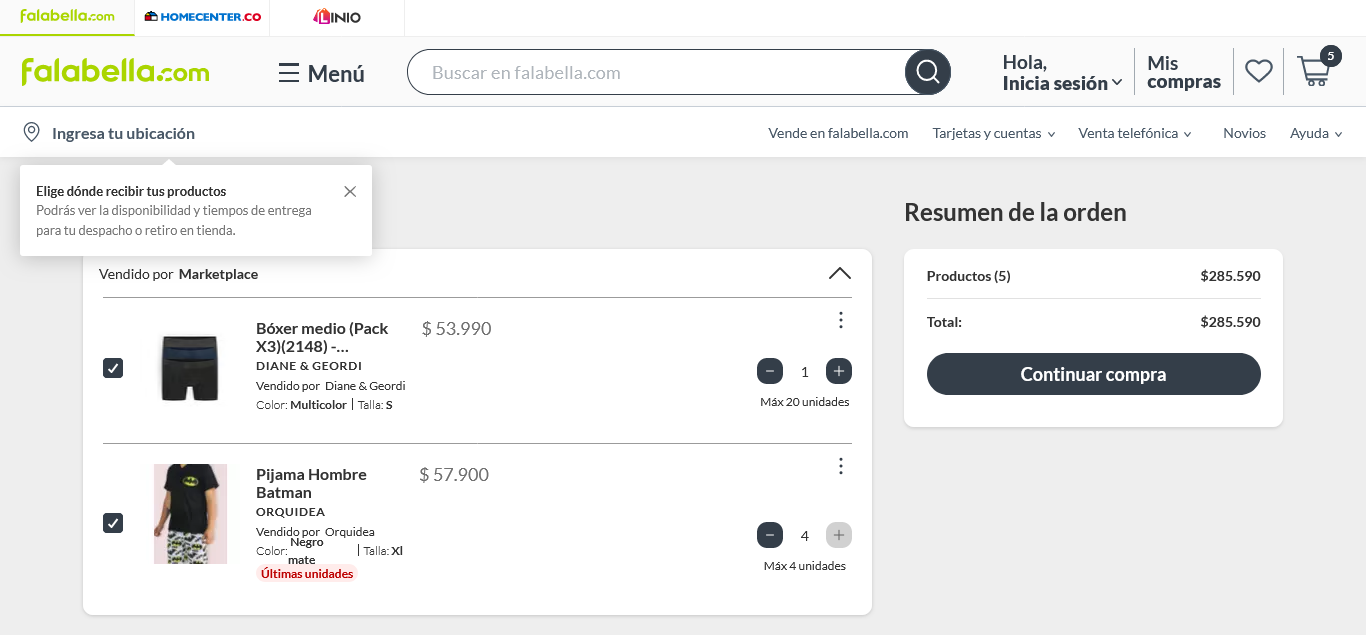 falabella.com
HOMECENTER.CO
LINIO
falabella.com
Menú
Buscar en falabella.com
Hola,
Inicia sesión
Mis
compras
5
Ingresa tu ubicación
Vende en falabella.com
Tarjetas y cuentas
Venta telefónica
Novios
Ayuda
Elige dónde recibir tus productos
Podrás ver la disponibilidad y tiempos de entrega
para tu despacho o retiro en tienda.
Vendido por Marketplace
Bóxer medio (Pack
X3)(2148) -...
DIANE & GEORDI
Vendido por Diane & Geordi
Color: Multicolor | Talla: S
$ 53.990
- 1 +
Máx 20 unidades
Pijama Hombre
Batman
ORQUIDEA
Vendido por Orquidea
Color: Negro mate | Talla: Xl
Últimas unidades
$ 57.900
- 4 +
Máx 4 unidades
Resumen de la orden
Productos (5) $285.590
Total: $285.590
Continuar compra